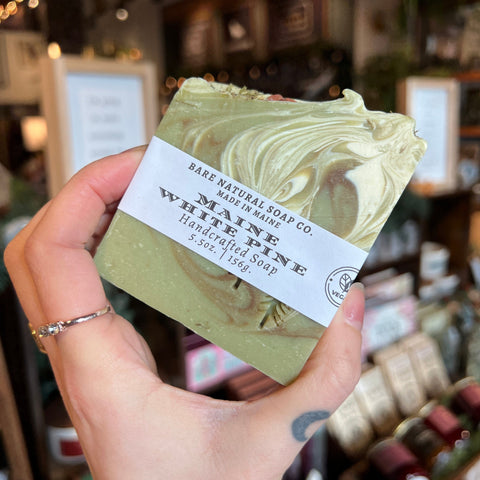 BARE NATURAL SOAP CO.
MADE IN MAINE
MAINE
WHITE PINE
Handcrafted Soap
5.5oz. | 156g.
VEGAN